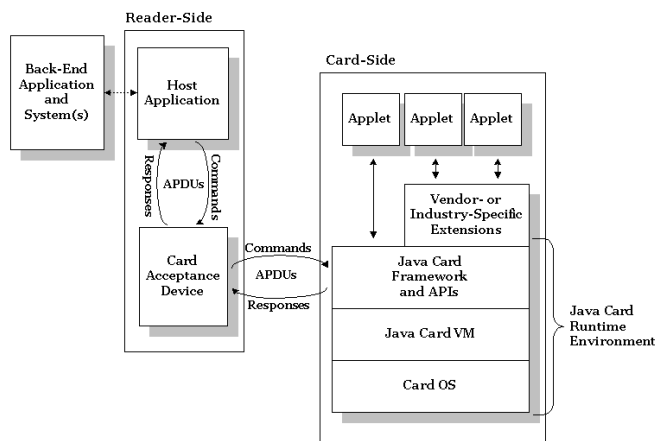 Reader-Side
Back-End
Application
and
System(s)
Host
Application
Responses
APDUs
Commands
Card
Acceptance
Device
Commands
APDUs
Responses
Card-Side
Applet
Applet
Applet
Vendor- or
Industry-Specific
Extensions
Java Card
Framework
and APIs
Java Card VM
Card OS
Java Card
Runtime
Environment